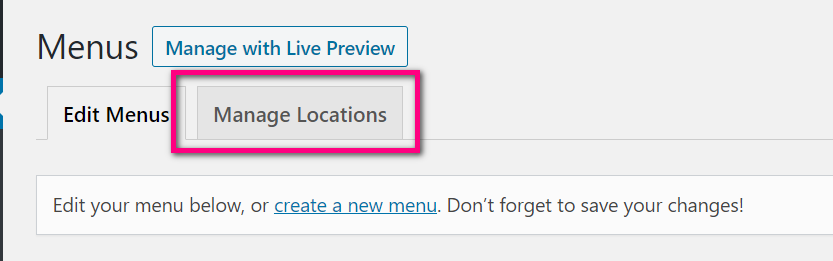 Menus Manage with Live Preview
Edit Menus Manage Locations
Edit your menu below, or create a new menu. Don’t forget to save your changes!